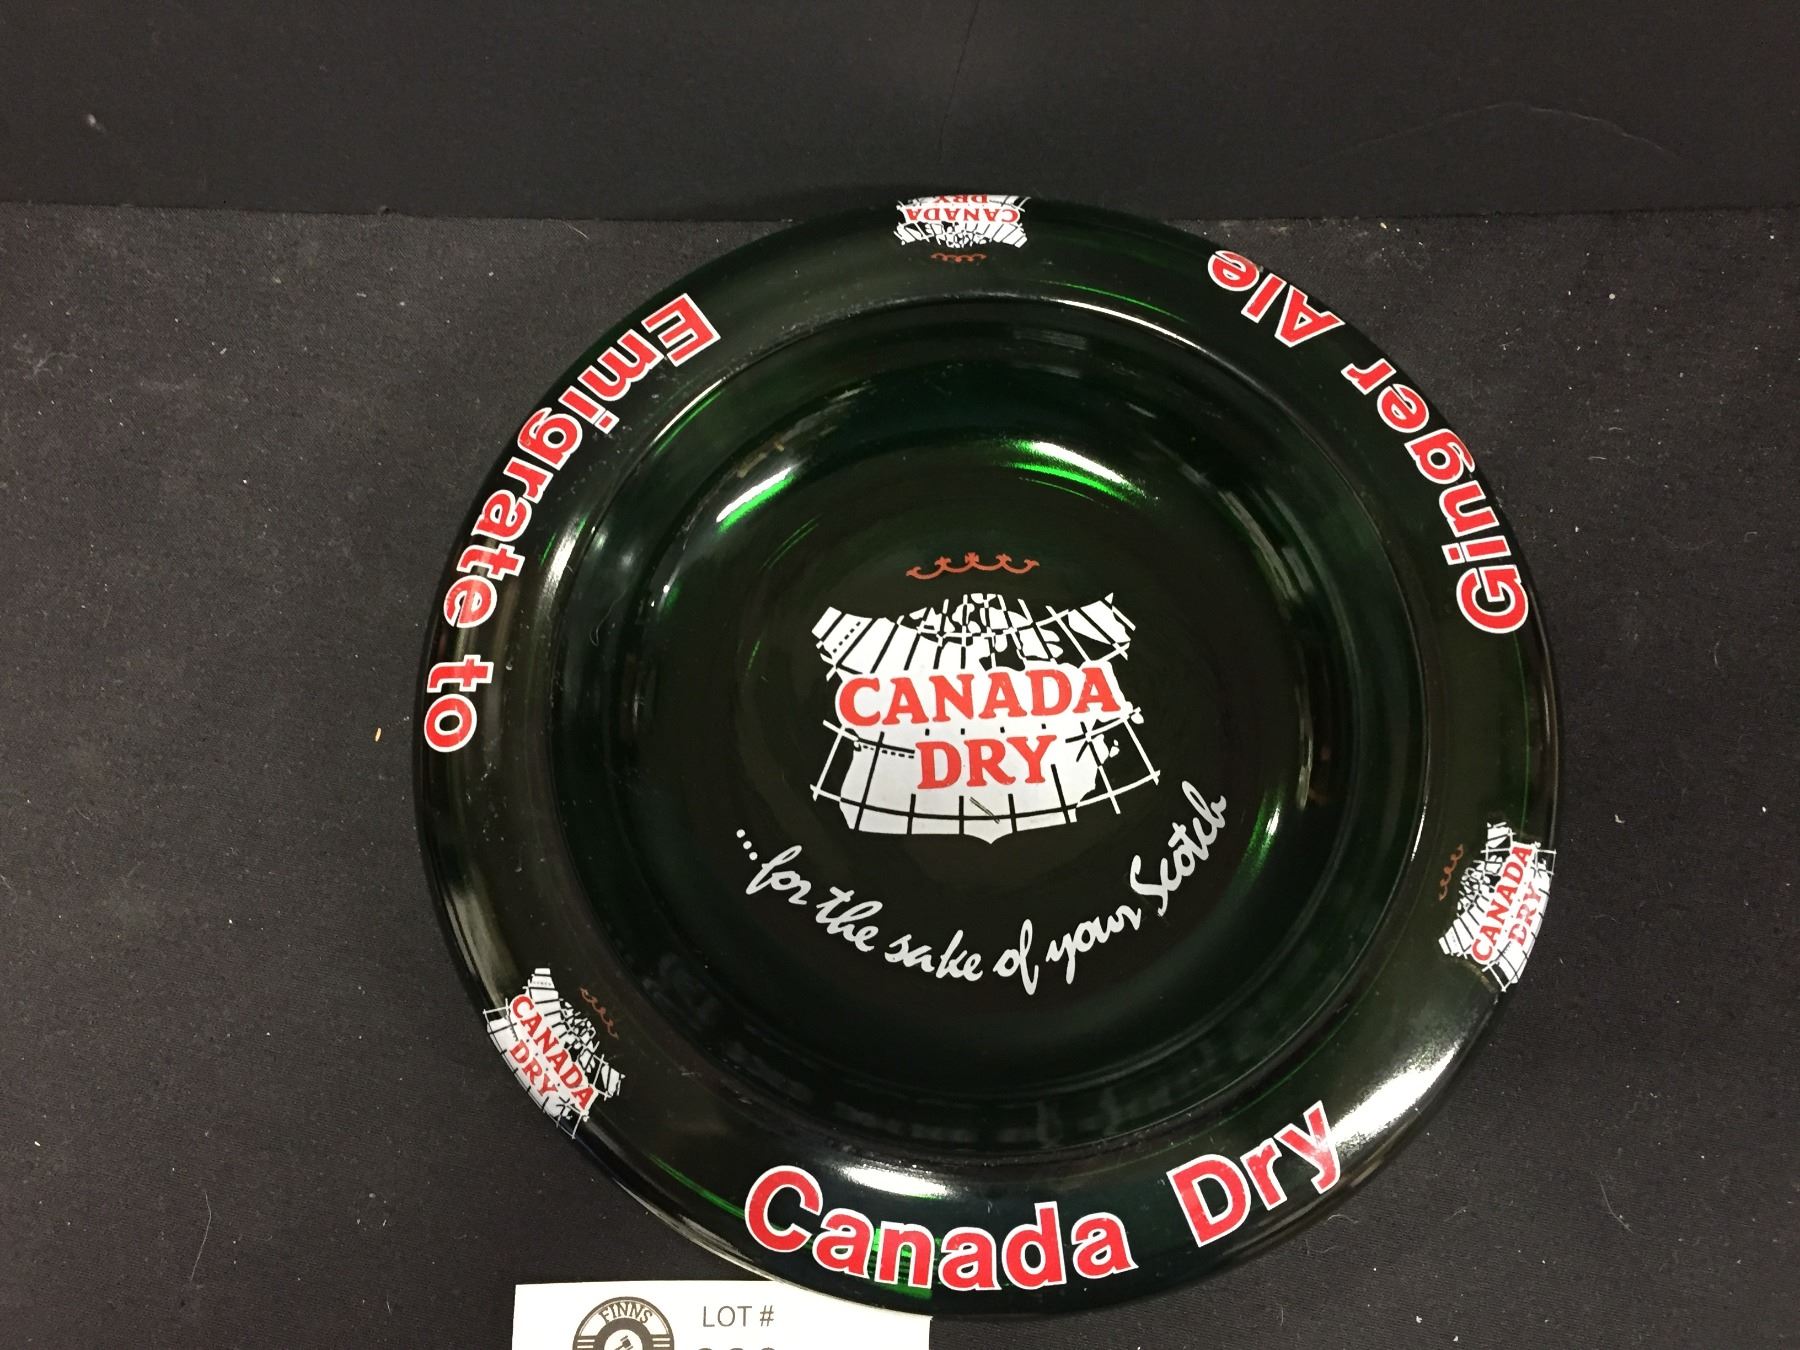 Emigrate to
Canada Dry
Ginger Ale
CANADA
DRY
...for the sake of your Scotch
CANADA
DRY
CANADA
DRY
CANADA
DRY
FINNS
LOT #